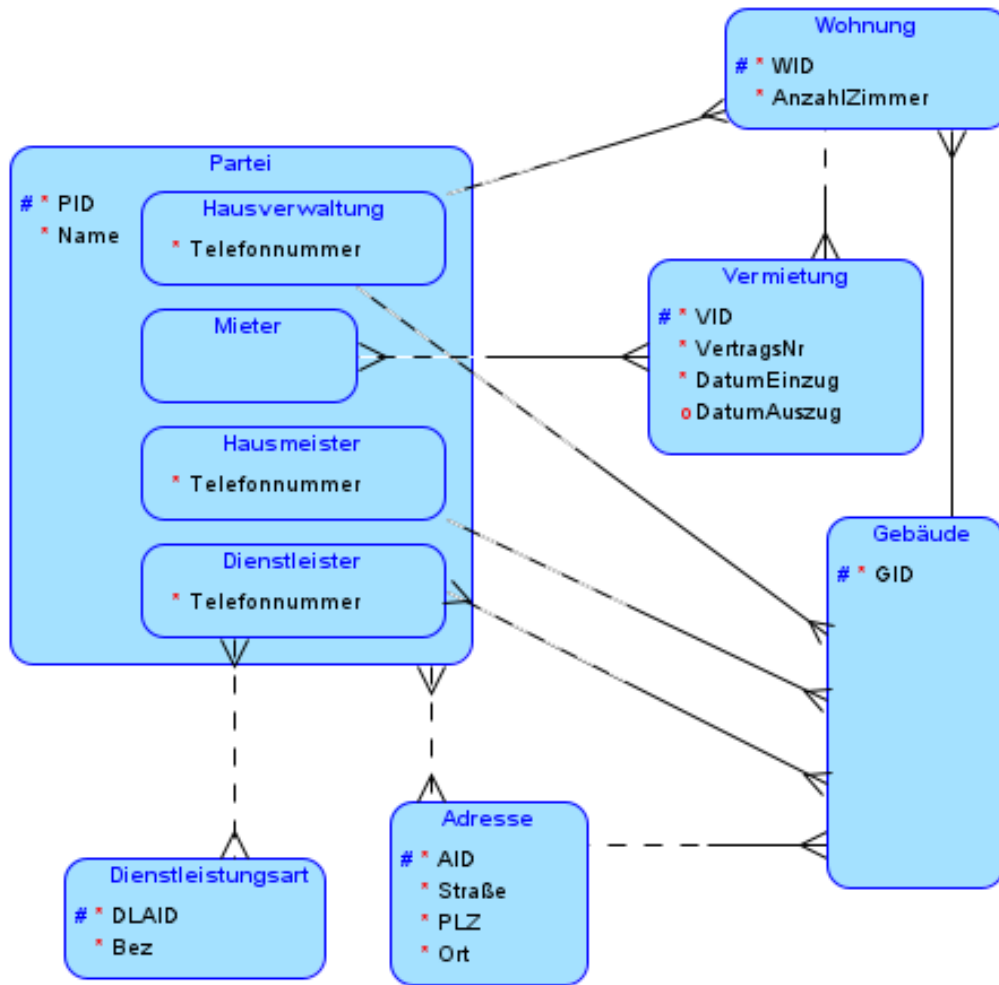 Wohnung
# * WID
* AnzahlZimmer
Partei
# * PID
* Name
Hausverwaltung
* Telefonnummer
Mieter
Hausmeister
* Telefonnummer
Dienstleister
* Telefonnummer
Vermietung
# * VID
* VertragsNr
* DatumEinzug
o DatumAuszug
Gebäude
# * GID
Dienstleistungsart
# * DLAID
* Bez
Adresse
# * AID
* Straße
* PLZ
* Ort